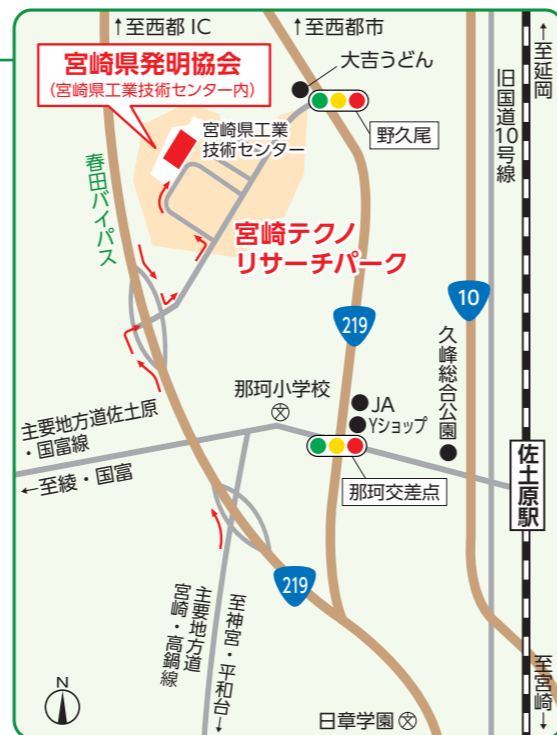 ↑至西都 IC
↑至西都市
宮崎県発明協会
(宮崎県工業技術センター内)
大吉うどん
↑至延岡
旧国道10号線
野久尾
宮崎県工業
技術センター
春田バイパス
宮崎テクノ
リサーチパーク
10
219
久峰総合公園
那珂小学校
文
JA
Yショップ
主要地方道佐土原
・国富線
←至綾・国富
那珂交差点
佐土原駅
219
主要地方道
宮崎・高鍋線
至神宮・平和台→
至宮崎→
N
日章学園 文